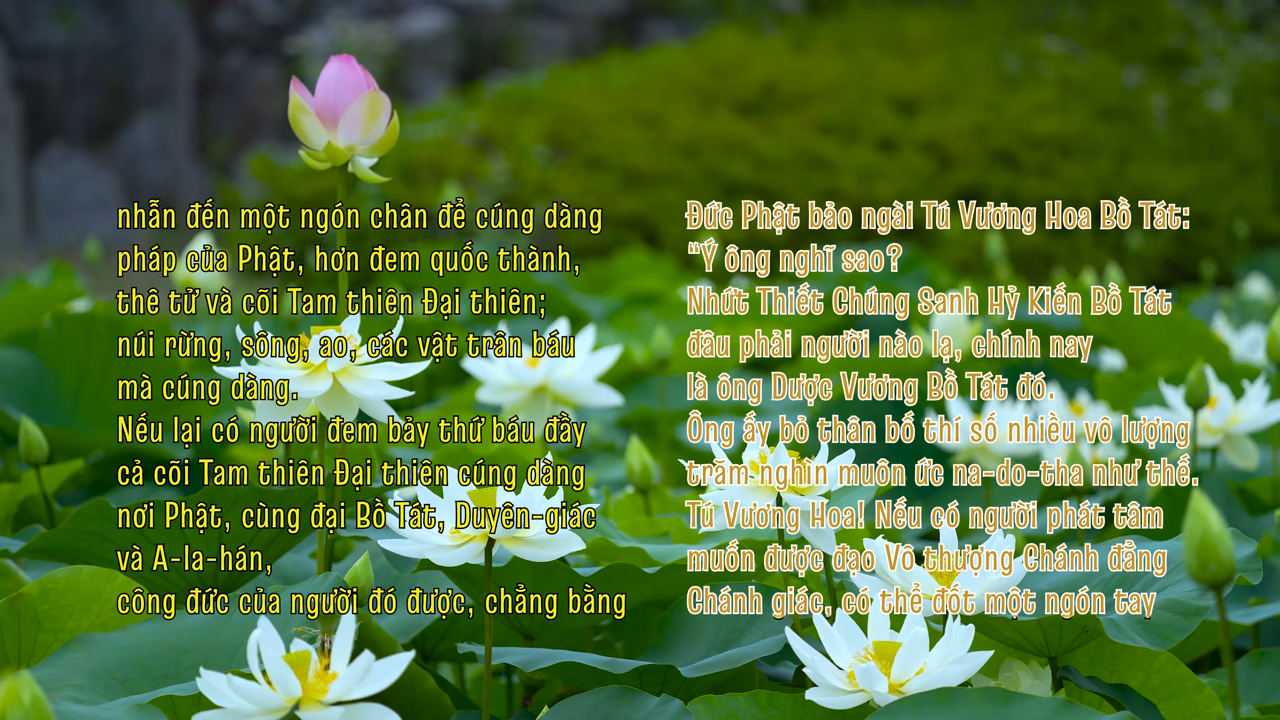 nhẫn đến một ngón chân để cúng dàng
pháp của Phật, hơn đem quốc thành,
thê tử và cõi Tam thiên Đại thiên;
núi rừng, sông, ao, các vật trân báu
mà cúng dàng.
Nếu lại có người đem bảy thứ báu đầy
cả cõi Tam thiên Đại thiên cúng dàng
nơi Phật, cùng đại Bồ Tát, Duyên-giác
và A-la-hán,
công đức của người đó được, chẳng bằng
Đức Phật bảo ngài Tú Vương Hoa Bồ Tát:
“Ý ông nghĩ sao?
Nhứt Thiết Chúng Sanh Hỷ Kiến Bồ Tát
đâu phải người nào lạ, chính nay
là ông Dược Vương Bồ Tát đó.
Ông ấy bỏ thân bố thí số nhiều vô lượng
trăm nghìn muôn ức na-do-tha như thế.
Tú Vương Hoa! Nếu có người phát tâm
muốn được đạo Vô thượng Chánh đẳng
Chánh giác, có thể đốt một ngón tay